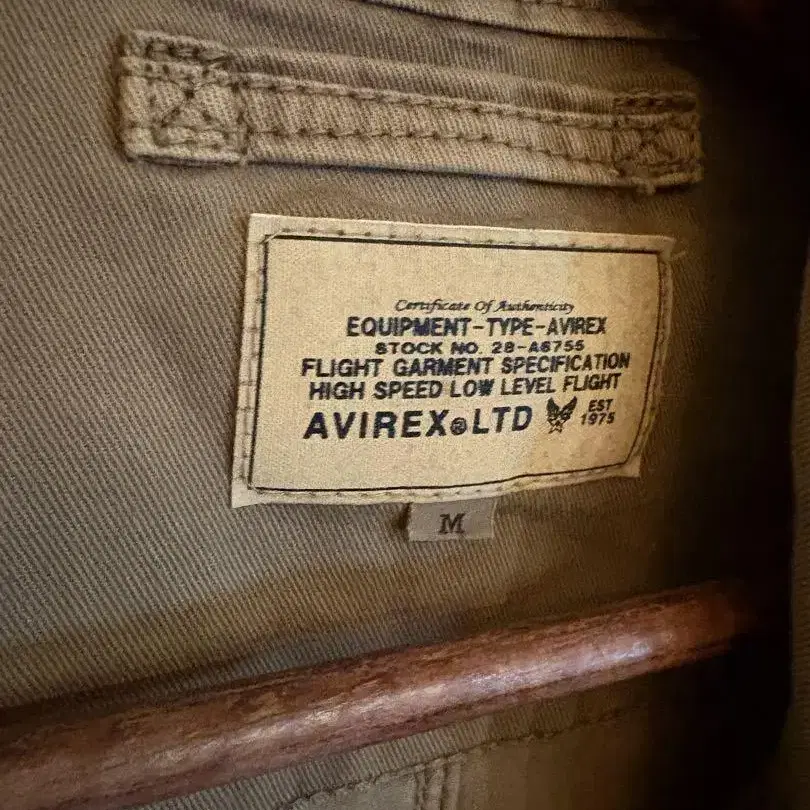 Certificate Of Authenticity
EQUIPMENT-TYPE-AVIREX
STOCK NO. 28-A6755
FLIGHT GARMENT SPECIFICATION
HIGH SPEED LOW LEVEL FLIGHT
AVIREX®LTD EST 1975
M